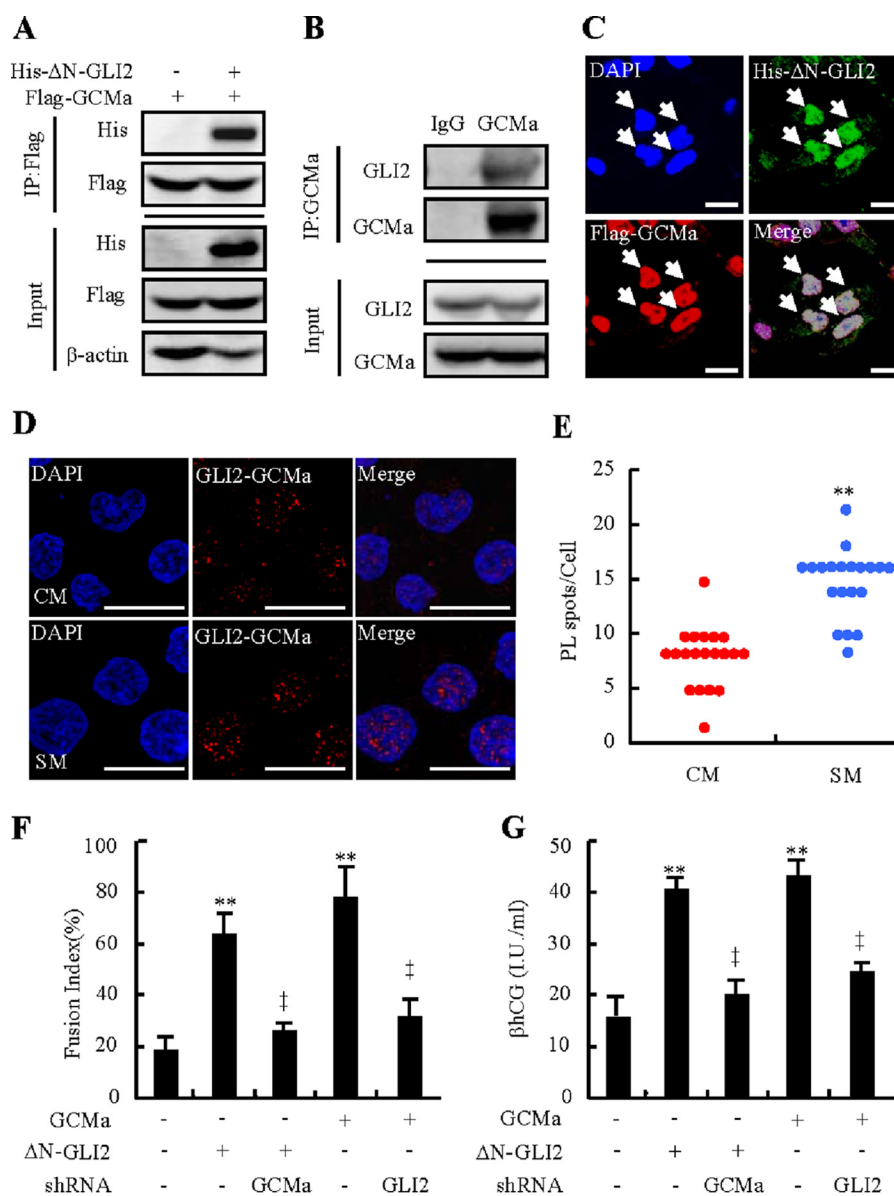 A
His-ΔN-GLI2 - +
Flag-GCMa + +
IP:Flag
His
Flag
Input
His
Flag
β-actin
B
IgG GCMa
IP:GCMa
GLI2
GCMa
Input
GLI2
GCMa
C
DAPI
His-ΔN-GLI2
Flag-GCMa
Merge
D
DAPI
GLI2-GCMa
Merge
CM
DAPI
GLI2-GCMa
Merge
SM
E
PL spots/Cell
25
20
15
10
5
0
**
CM SM
F
Fusion Index(%)
100
80
60
40
20
0
**
‡
**
‡
GCMa - - - + +
ΔN-GLI2 - + + - -
shRNA - - GCMa - GLI2
G
βhCG (I.U./ml)
50
40
30
20
10
0
**
‡
**
‡
GCMa - - - + +
ΔN-GLI2 - + + - -
shRNA - - GCMa - GLI2